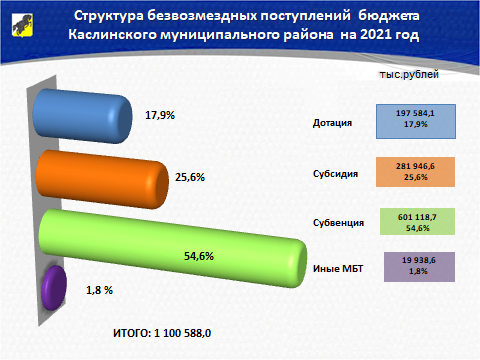 Структура безвозмездных поступлений бюджета
Каслинского муниципального района на 2021 год
тыс.рублей
17,9%
25,6%
54,6%
1,8 %
Дотация
197 584,1
17,9%
Субсидия
281 946,6
25,6%
Субвенция
601 118,7
54,6%
Иные МБТ
19 938,6
1,8%
ИТОГО: 1 100 588,0